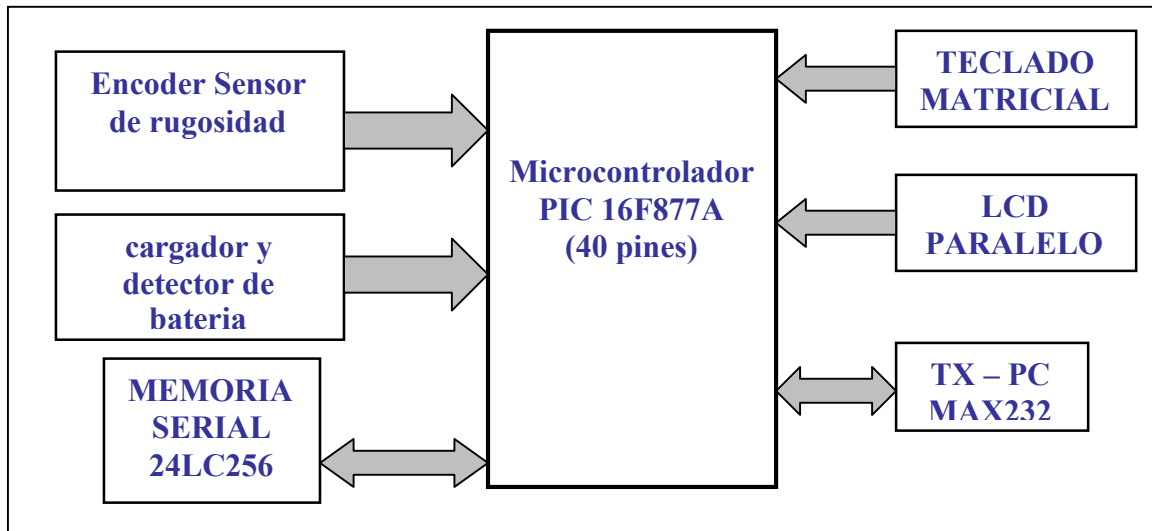 Encoder Sensor
de rugosidad
cargador y
detector de
bateria
MEMORIA
SERIAL
24LC256
Microcontrolador
PIC 16F877A
(40 pines)
TECLADO
MATRICIAL
LCD
PARALELO
TX – PC
MAX232